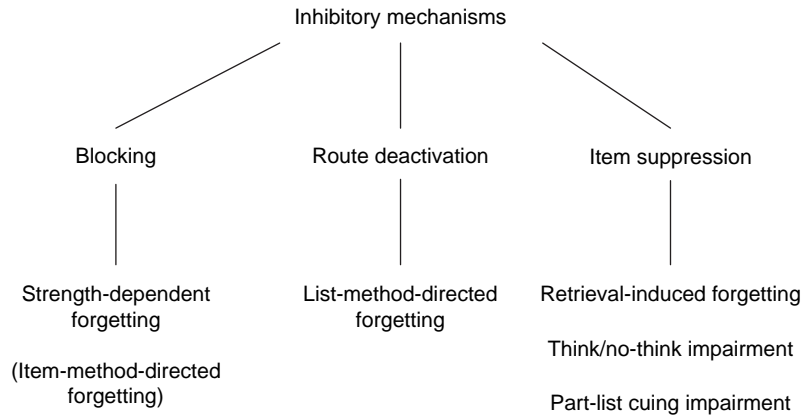 Inhibitory mechanisms
Blocking
Route deactivation
Item suppression
Strength-dependent
forgetting
(Item-method-directed
forgetting)
List-method-directed
forgetting
Retrieval-induced forgetting
Think/no-think impairment
Part-list cuing impairment